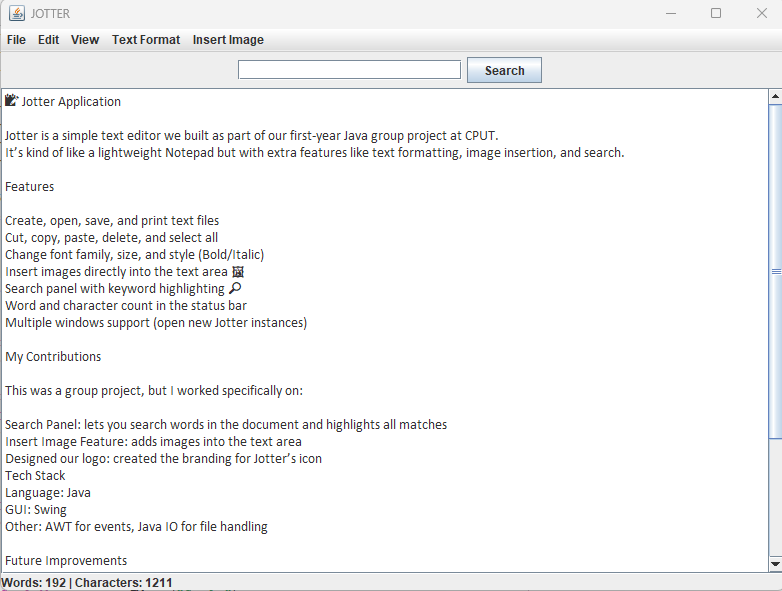 JOTTER
File Edit View Text Format Insert Image
Search
Jotter Application
Jotter is a simple text editor we built as part of our first-year Java group project at CPUT.
It’s kind of like a lightweight Notepad but with extra features like text formatting, image insertion, and search.
Features
Create, open, save, and print text files
Cut, copy, paste, delete, and select all
Change font family, size, and style (Bold/Italic)
Insert images directly into the text area
Search panel with keyword highlighting
Word and character count in the status bar
Multiple windows support (open new Jotter instances)
My Contributions
This was a group project, but I worked specifically on:
Search Panel: lets you search words in the document and highlights all matches
Insert Image Feature: adds images into the text area
Designed our logo: created the branding for Jotter’s icon
Tech Stack
Language: Java
GUI: Swing
Other: AWT for events, Java IO for file handling
Future Improvements
Words: 192 | Characters: 1211